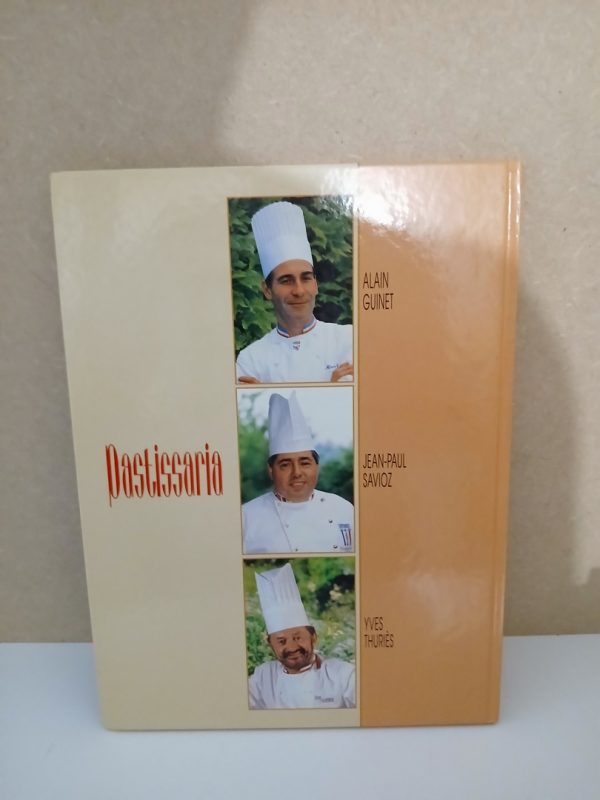 ALAIN
GUINET
Pastissaria
JEAN-PAUL
SAVIOZ
YVES
THURIÈS